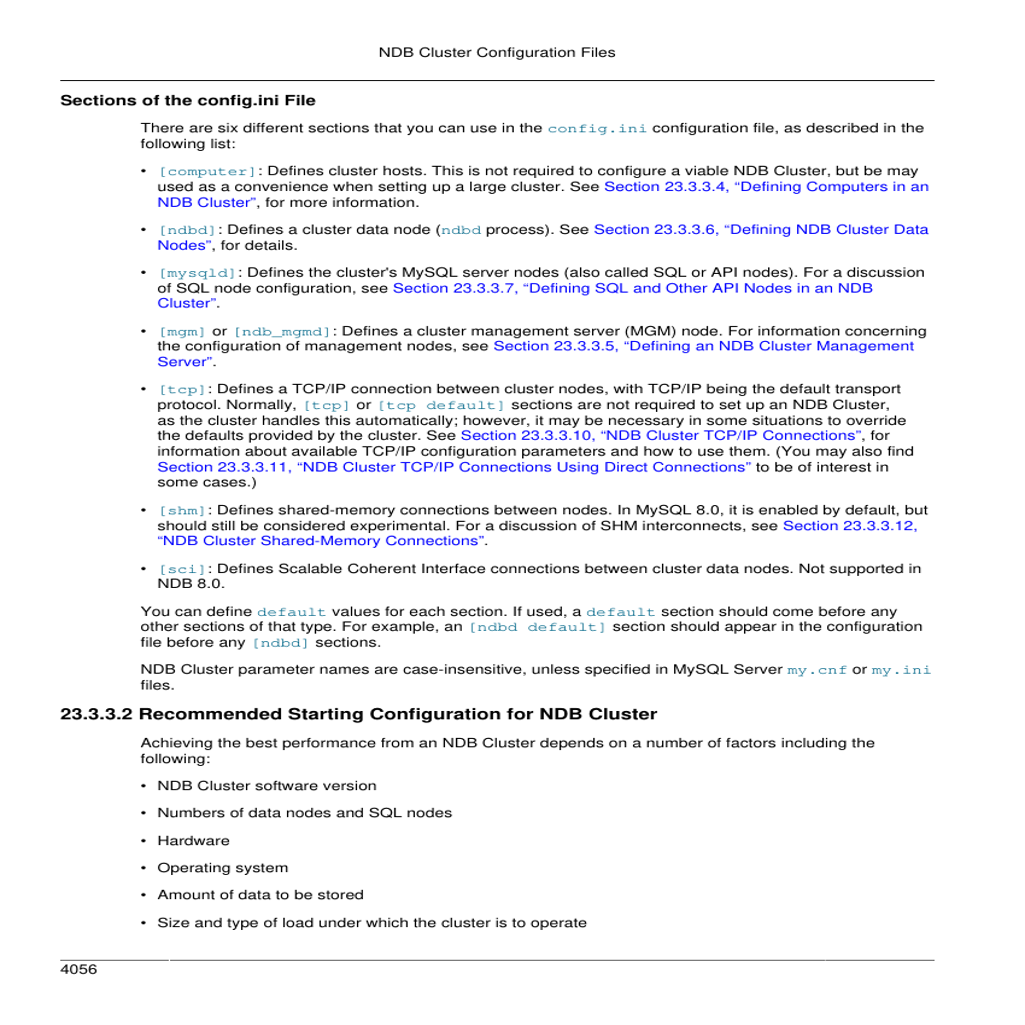 NDB Cluster Configuration Files
Sections of the config.ini File
There are six different sections that you can use in the config.ini configuration file, as described in the
following list:
• [computer]: Defines cluster hosts. This is not required to configure a viable NDB Cluster, but be may
used as a convenience when setting up a large cluster. See Section 23.3.3.4, “Defining Computers in an
NDB Cluster”, for more information.
• [ndbd]: Defines a cluster data node (ndbd process). See Section 23.3.3.6, “Defining NDB Cluster Data
Nodes”, for details.
• [mysqld]: Defines the cluster's MySQL server nodes (also called SQL or API nodes). For a discussion
of SQL node configuration, see Section 23.3.3.7, “Defining SQL and Other API Nodes in an NDB
Cluster”.
• [mgm] or [ndb_mgmd]: Defines a cluster management server (MGM) node. For information concerning
the configuration of management nodes, see Section 23.3.3.5, “Defining an NDB Cluster Management
Server”.
• [tcp]: Defines a TCP/IP connection between cluster nodes, with TCP/IP being the default transport
protocol. Normally, [tcp] or [tcp default] sections are not required to set up an NDB Cluster,
as the cluster handles this automatically; however, it may be necessary in some situations to override
the defaults provided by the cluster. See Section 23.3.3.10, “NDB Cluster TCP/IP Connections”, for
information about available TCP/IP configuration parameters and how to use them. (You may also find
Section 23.3.3.11, “NDB Cluster TCP/IP Connections Using Direct Connections” to be of interest in
some cases.)
• [shm]: Defines shared-memory connections between nodes. In MySQL 8.0, it is enabled by default, but
should still be considered experimental. For a discussion of SHM interconnects, see Section 23.3.3.12,
“NDB Cluster Shared-Memory Connections”.
• [sci]: Defines Scalable Coherent Interface connections between cluster data nodes. Not supported in
NDB 8.0.
You can define default values for each section. If used, a default section should come before any
other sections of that type. For example, an [ndbd default] section should appear in the configuration
file before any [ndbd] sections.
NDB Cluster parameter names are case-insensitive, unless specified in MySQL Server my.cnf or my.ini
files.
23.3.3.2 Recommended Starting Configuration for NDB Cluster
Achieving the best performance from an NDB Cluster depends on a number of factors including the
following:
• NDB Cluster software version
• Numbers of data nodes and SQL nodes
• Hardware
• Operating system
• Amount of data to be stored
• Size and type of load under which the cluster is to operate
4056